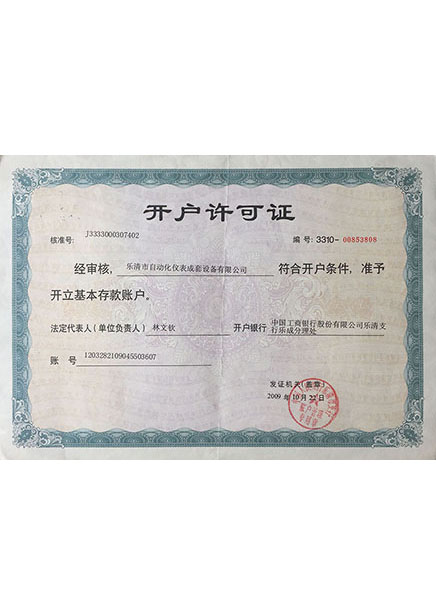 开户许可证
核准号: J3333000307402 编 号: 3310- 00853808
经审核, 乐清市自动化仪表成套设备有限公司 符合开户条件, 准予
开立基本存款账户。
法定代表人(单位负责人) 林文钦 开户银行 中国工商银行股份有限公司乐清支
行乐成分理处
账 号 1203282109045503607
发证机关(盖章)
2009 年 10 月 22 日